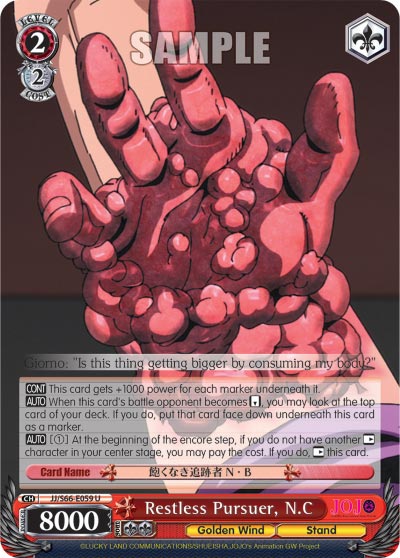 LEVEL
2
SAMPLE
2
COST
Giorno: "Is this thing getting bigger by consuming my body?"
CONT This card gets +1000 power for each marker underneath it.
AUTO When this card's battle opponent becomes, you may look at the top
card of your deck. If you do, put that card face down underneath this card
as a marker.
AUTO [①] At the beginning of the encore step, if you do not have another
character in your center stage, you may pay the cost. If you do,
this card.
Card Name 飽くなき追跡者 N・B
CH JJ/S66-E059 U
POWER 8000 SOUL Restless Pursuer, N.C JOJO
Golden Wind Stand
©LUCKY LAND COMMUNICATIONS/SHUEISHA,JOJO's Animation GW Project